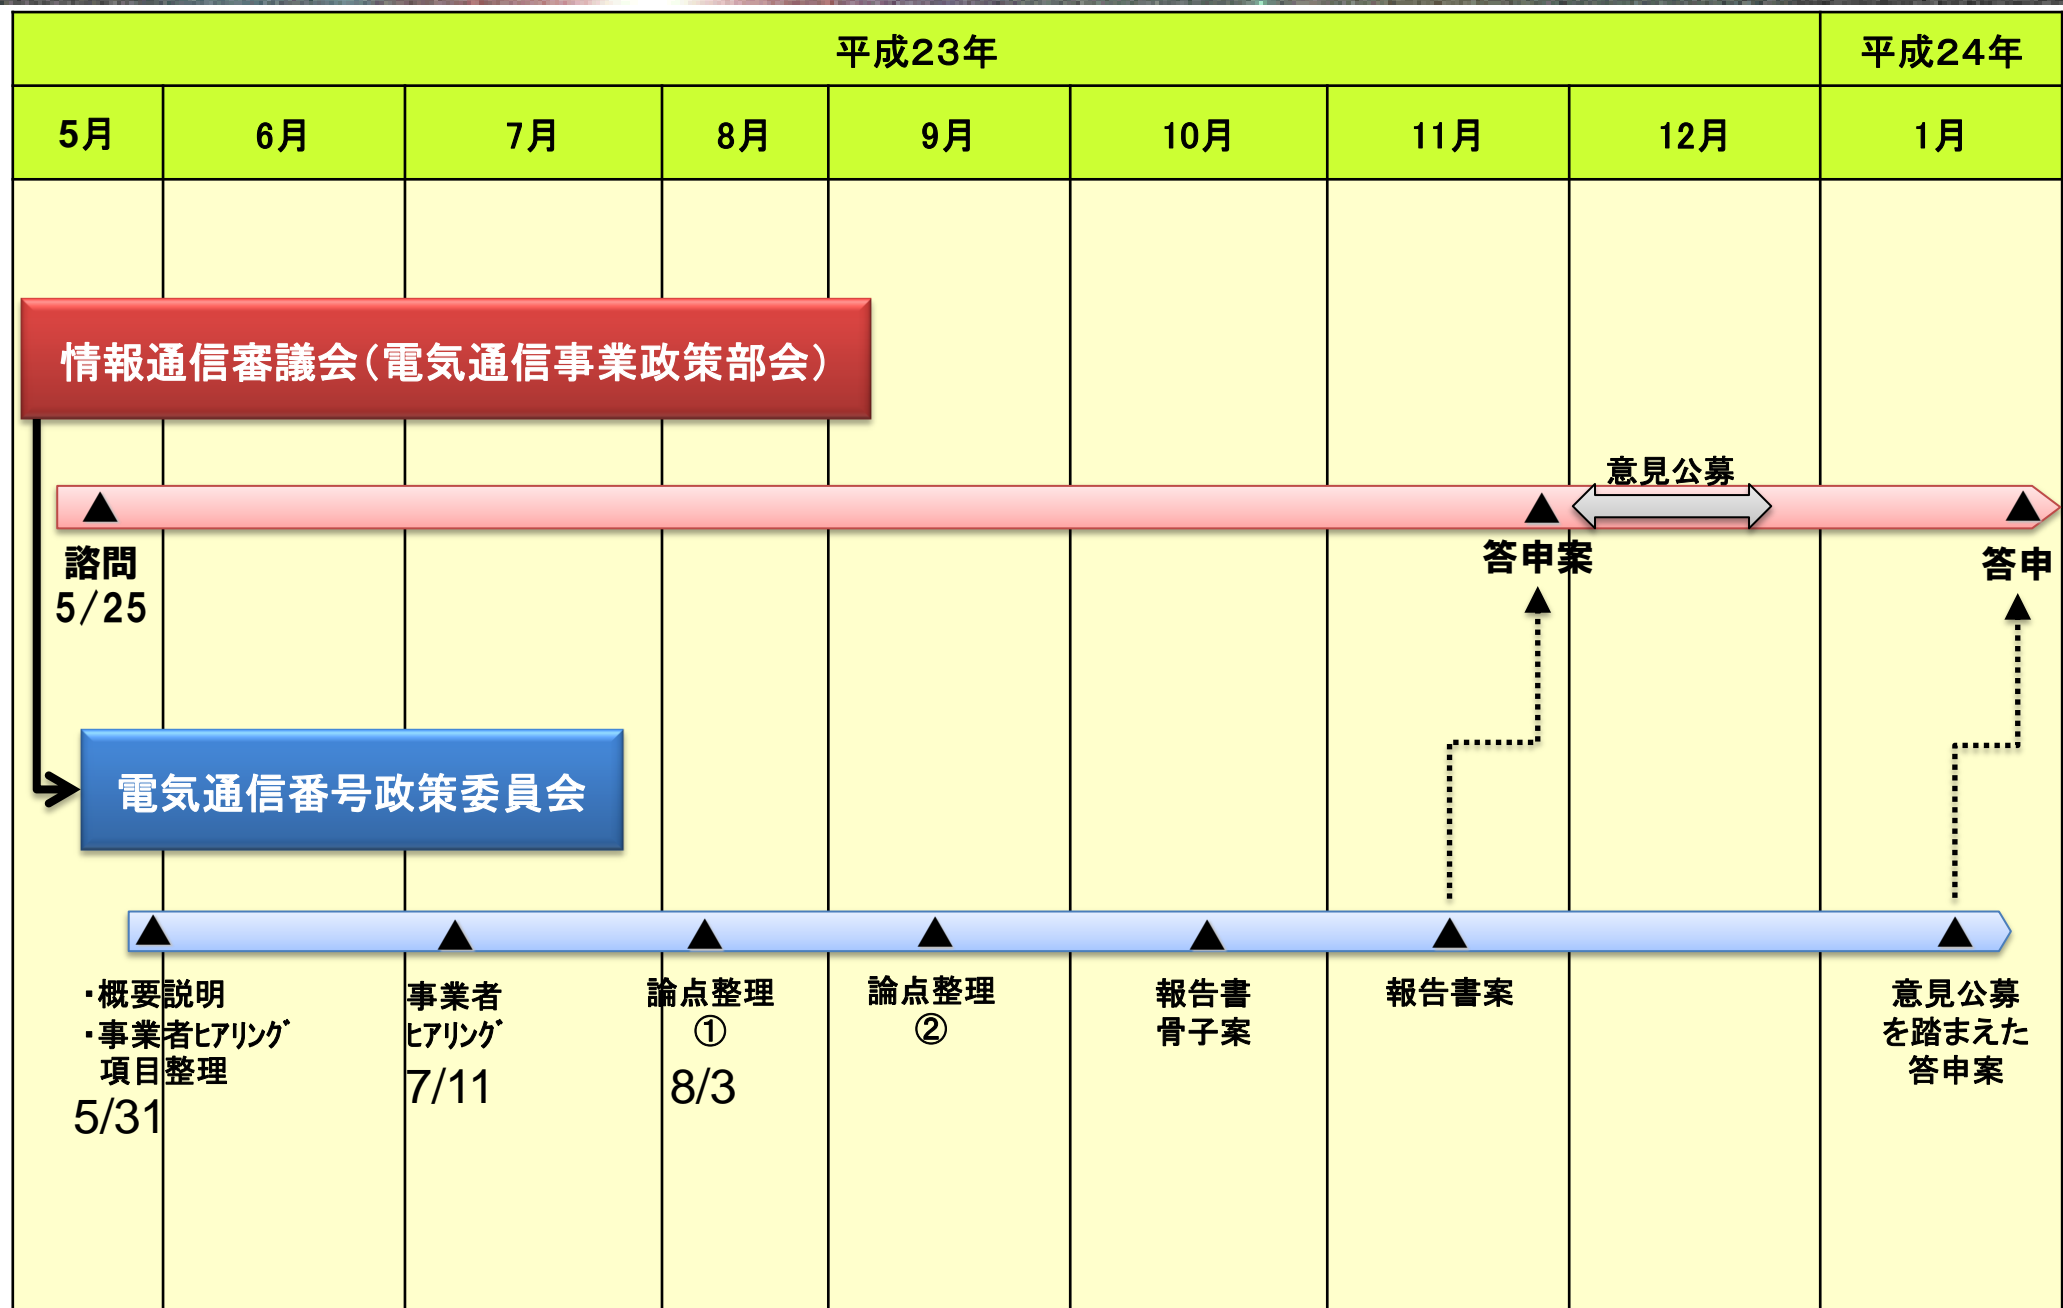 平成23年
平成24年
5月
6月
7月
8月
9月
10月
11月
12月
1月
情報通信審議会(電気通信事業政策部会)
意見公募
諮問
5/25
答申案
答申
電気通信番号政策委員会
・概要説明
・事業者ﾋｱﾘﾝｸﾞ
項目整理
5/31
事業者
ﾋｱﾘﾝｸﾞ
7/11
論点整理
①
8/3
論点整理
②
報告書
骨子案
報告書案
意見公募
を踏まえた
答申案